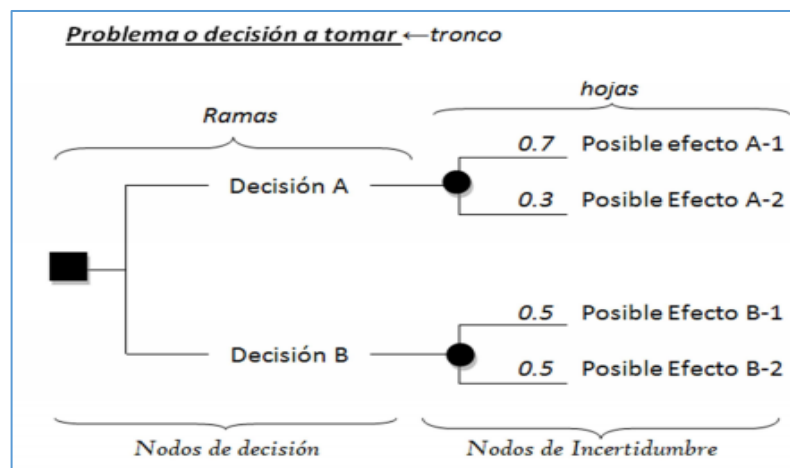 Problema o decisión a tomar ←tronco
hojas
Ramas
0.7 Posible efecto A-1
Decisión A
0.3 Posible Efecto A-2
0.5 Posible Efecto B-1
Decisión B
0.5 Posible Efecto B-2
Nodos de decisión
Nodos de Incertidumbre